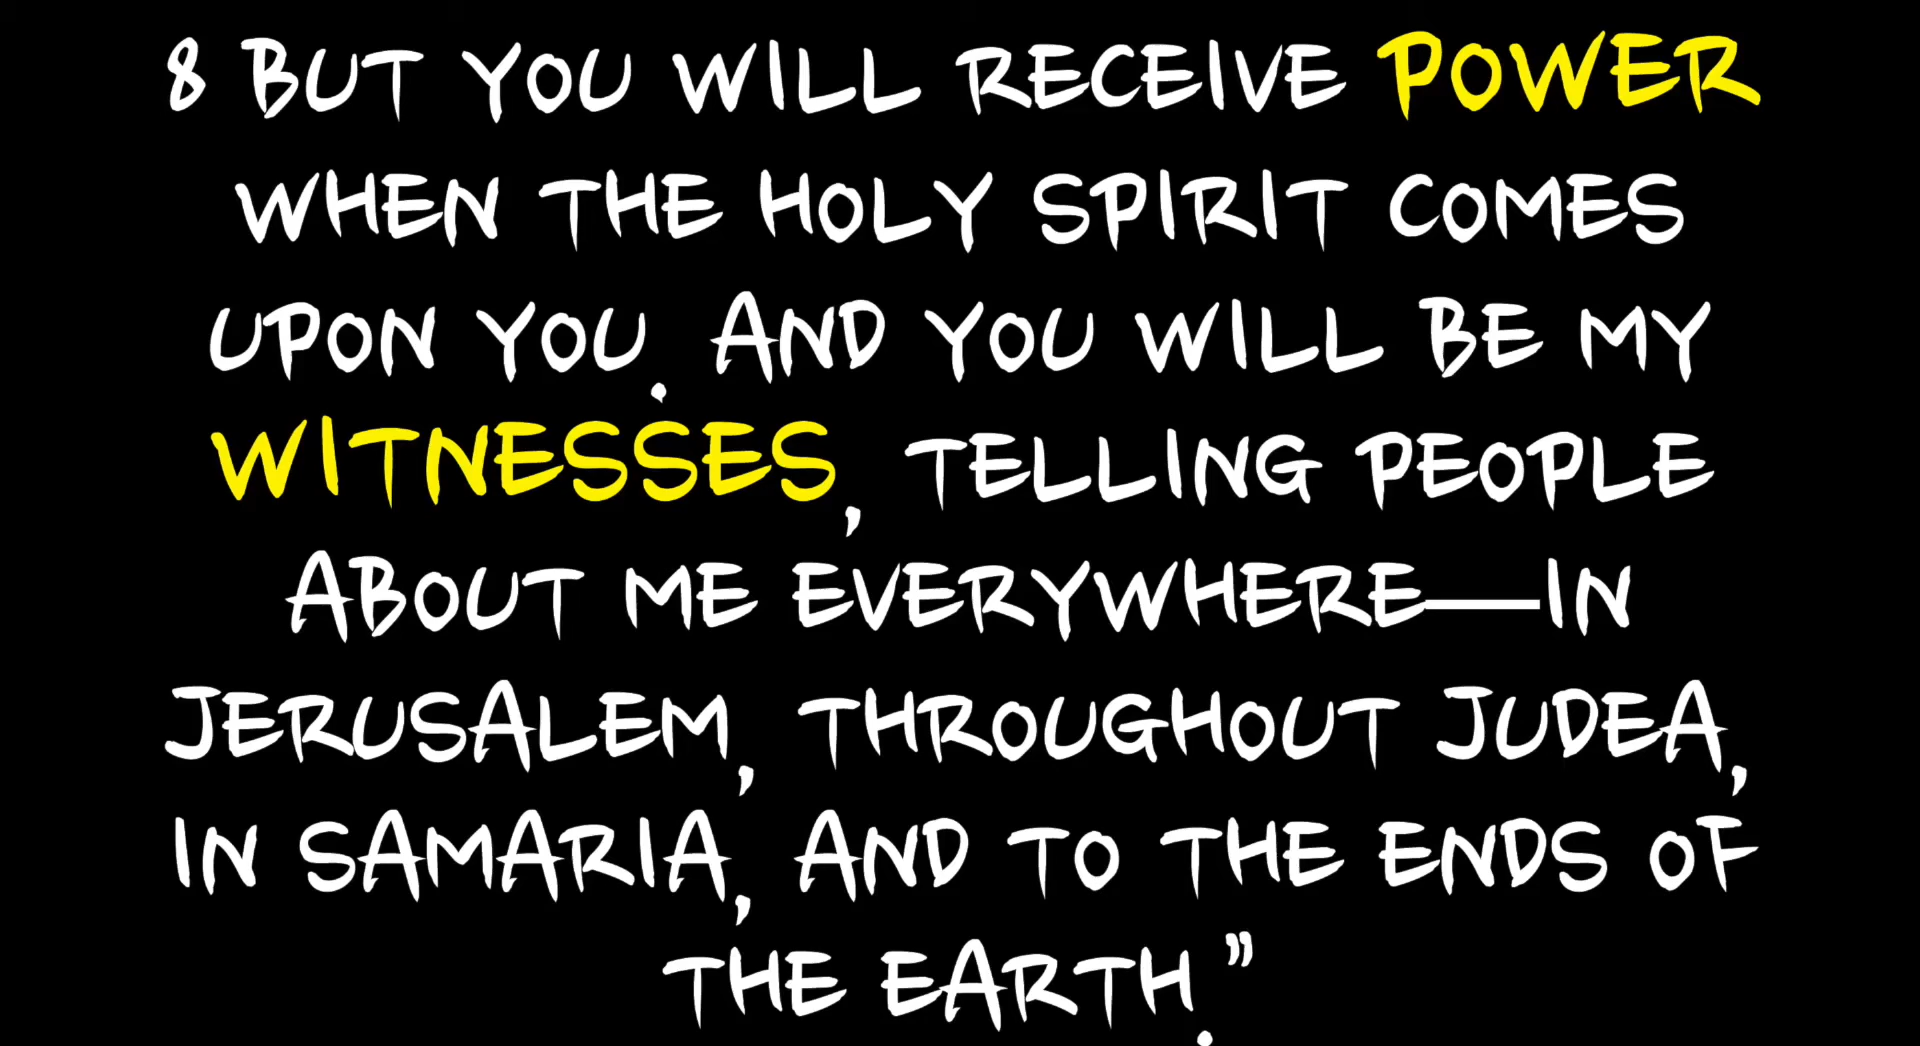 8 BUT YOU WILL RECEIVE POWER
WHEN THE HOLY SPIRIT COMES
UPON YOU. AND YOU WILL BE MY
WITNESSES, TELLING PEOPLE
ABOUT ME EVERYWHERE—IN
JERUSALEM, THROUGHOUT JUDEA,
IN SAMARIA, AND TO THE ENDS OF
THE EARTH.”